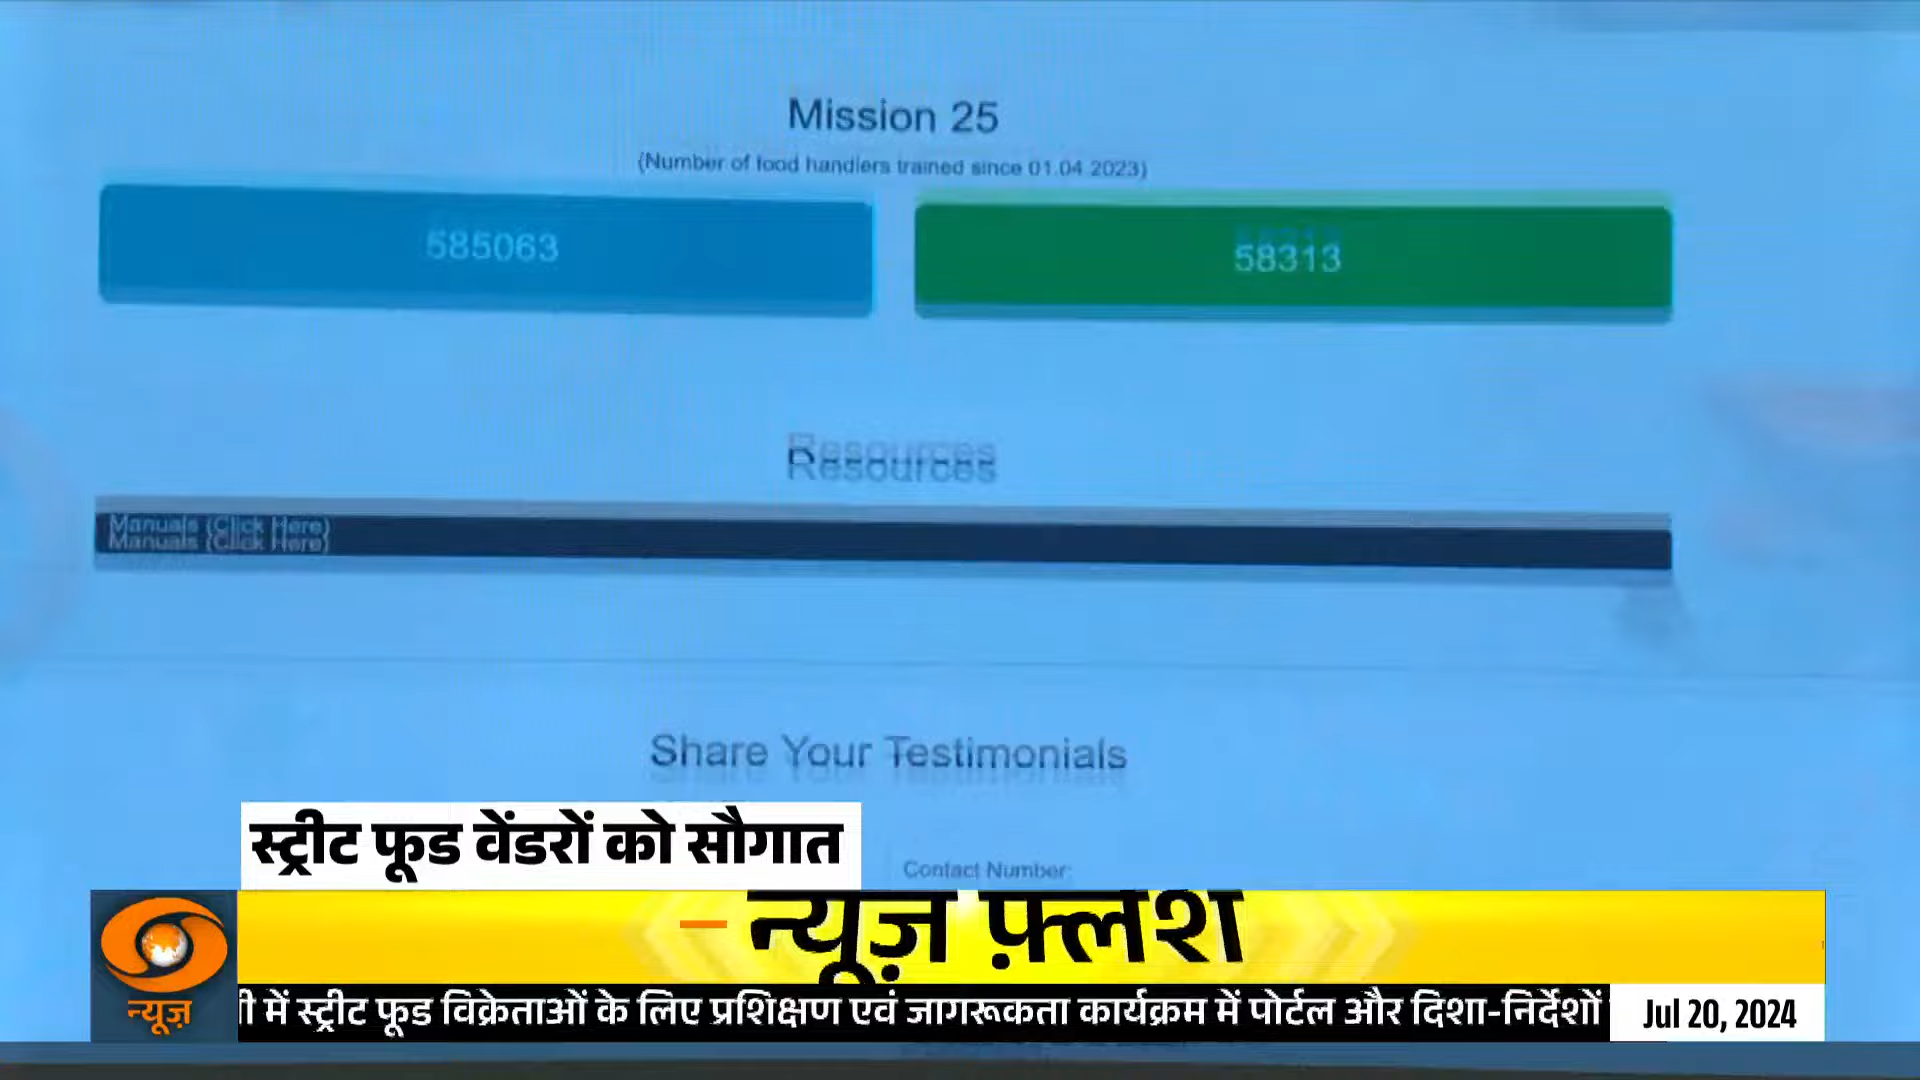 Mission 25
(Number of food handlers trained since 01.04.2023)
585063
58313
Resources
Manuals (Click Here)
Share Your Testimonials
Contact Number:
स्ट्रीट फूड वेंडरों को सौगात
न्यूज़ फ़्लैश
न्यूज़
में स्ट्रीट फूड विक्रेताओं के लिए प्रशिक्षण एवं जागरूकता कार्यक्रम में पोर्टल और दिशा-निर्देशों
Jul 20, 2024